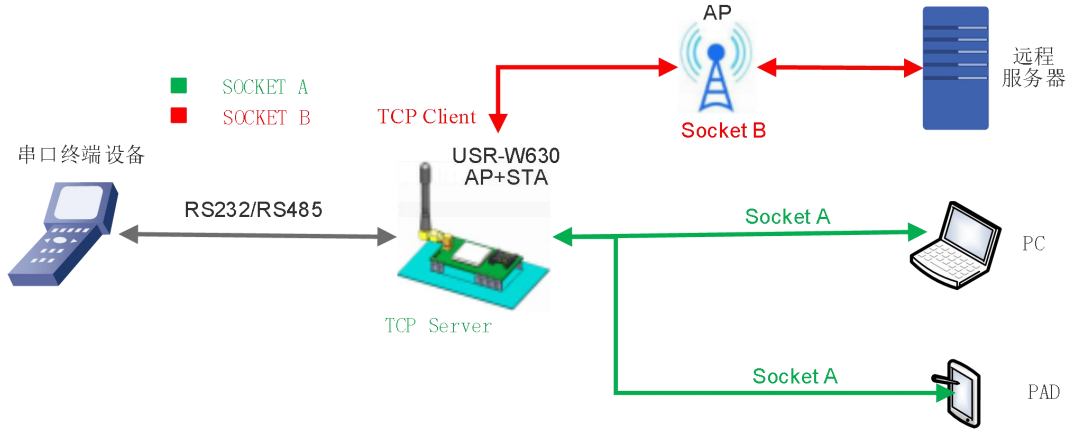 AP
远程
服务器
SOCKET A
SOCKET B
TCP Client
Socket B
串口终端设备
USR-W630
AP+STA
RS232/RS485
Socket A
PC
TCP Server
Socket A
PAD